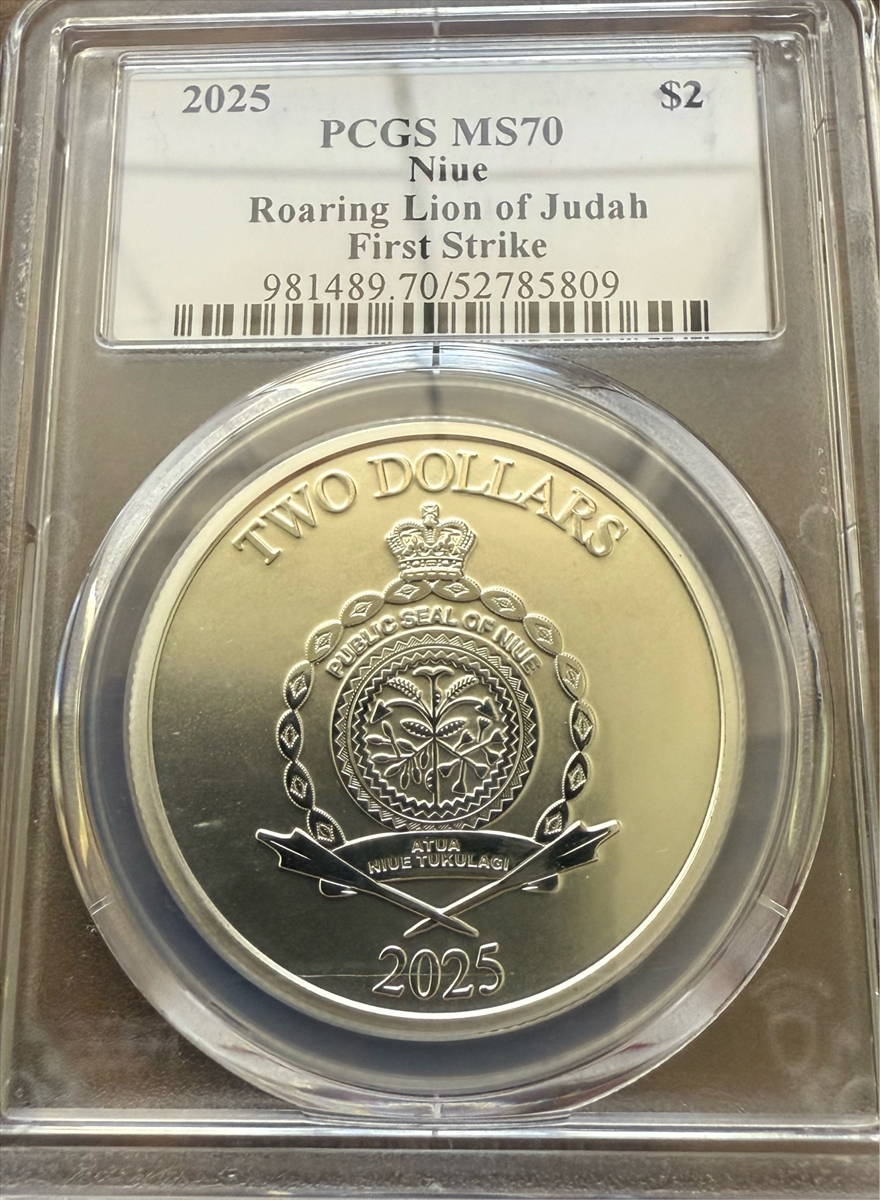 2025 $2
PCGS MS70
Niue
Roaring Lion of Judah
First Strike
981489.70/52785809
TWO DOLLARS
PUBLIC SEAL OF NIUE
ATUA
NIUE TUKULAGI
2025